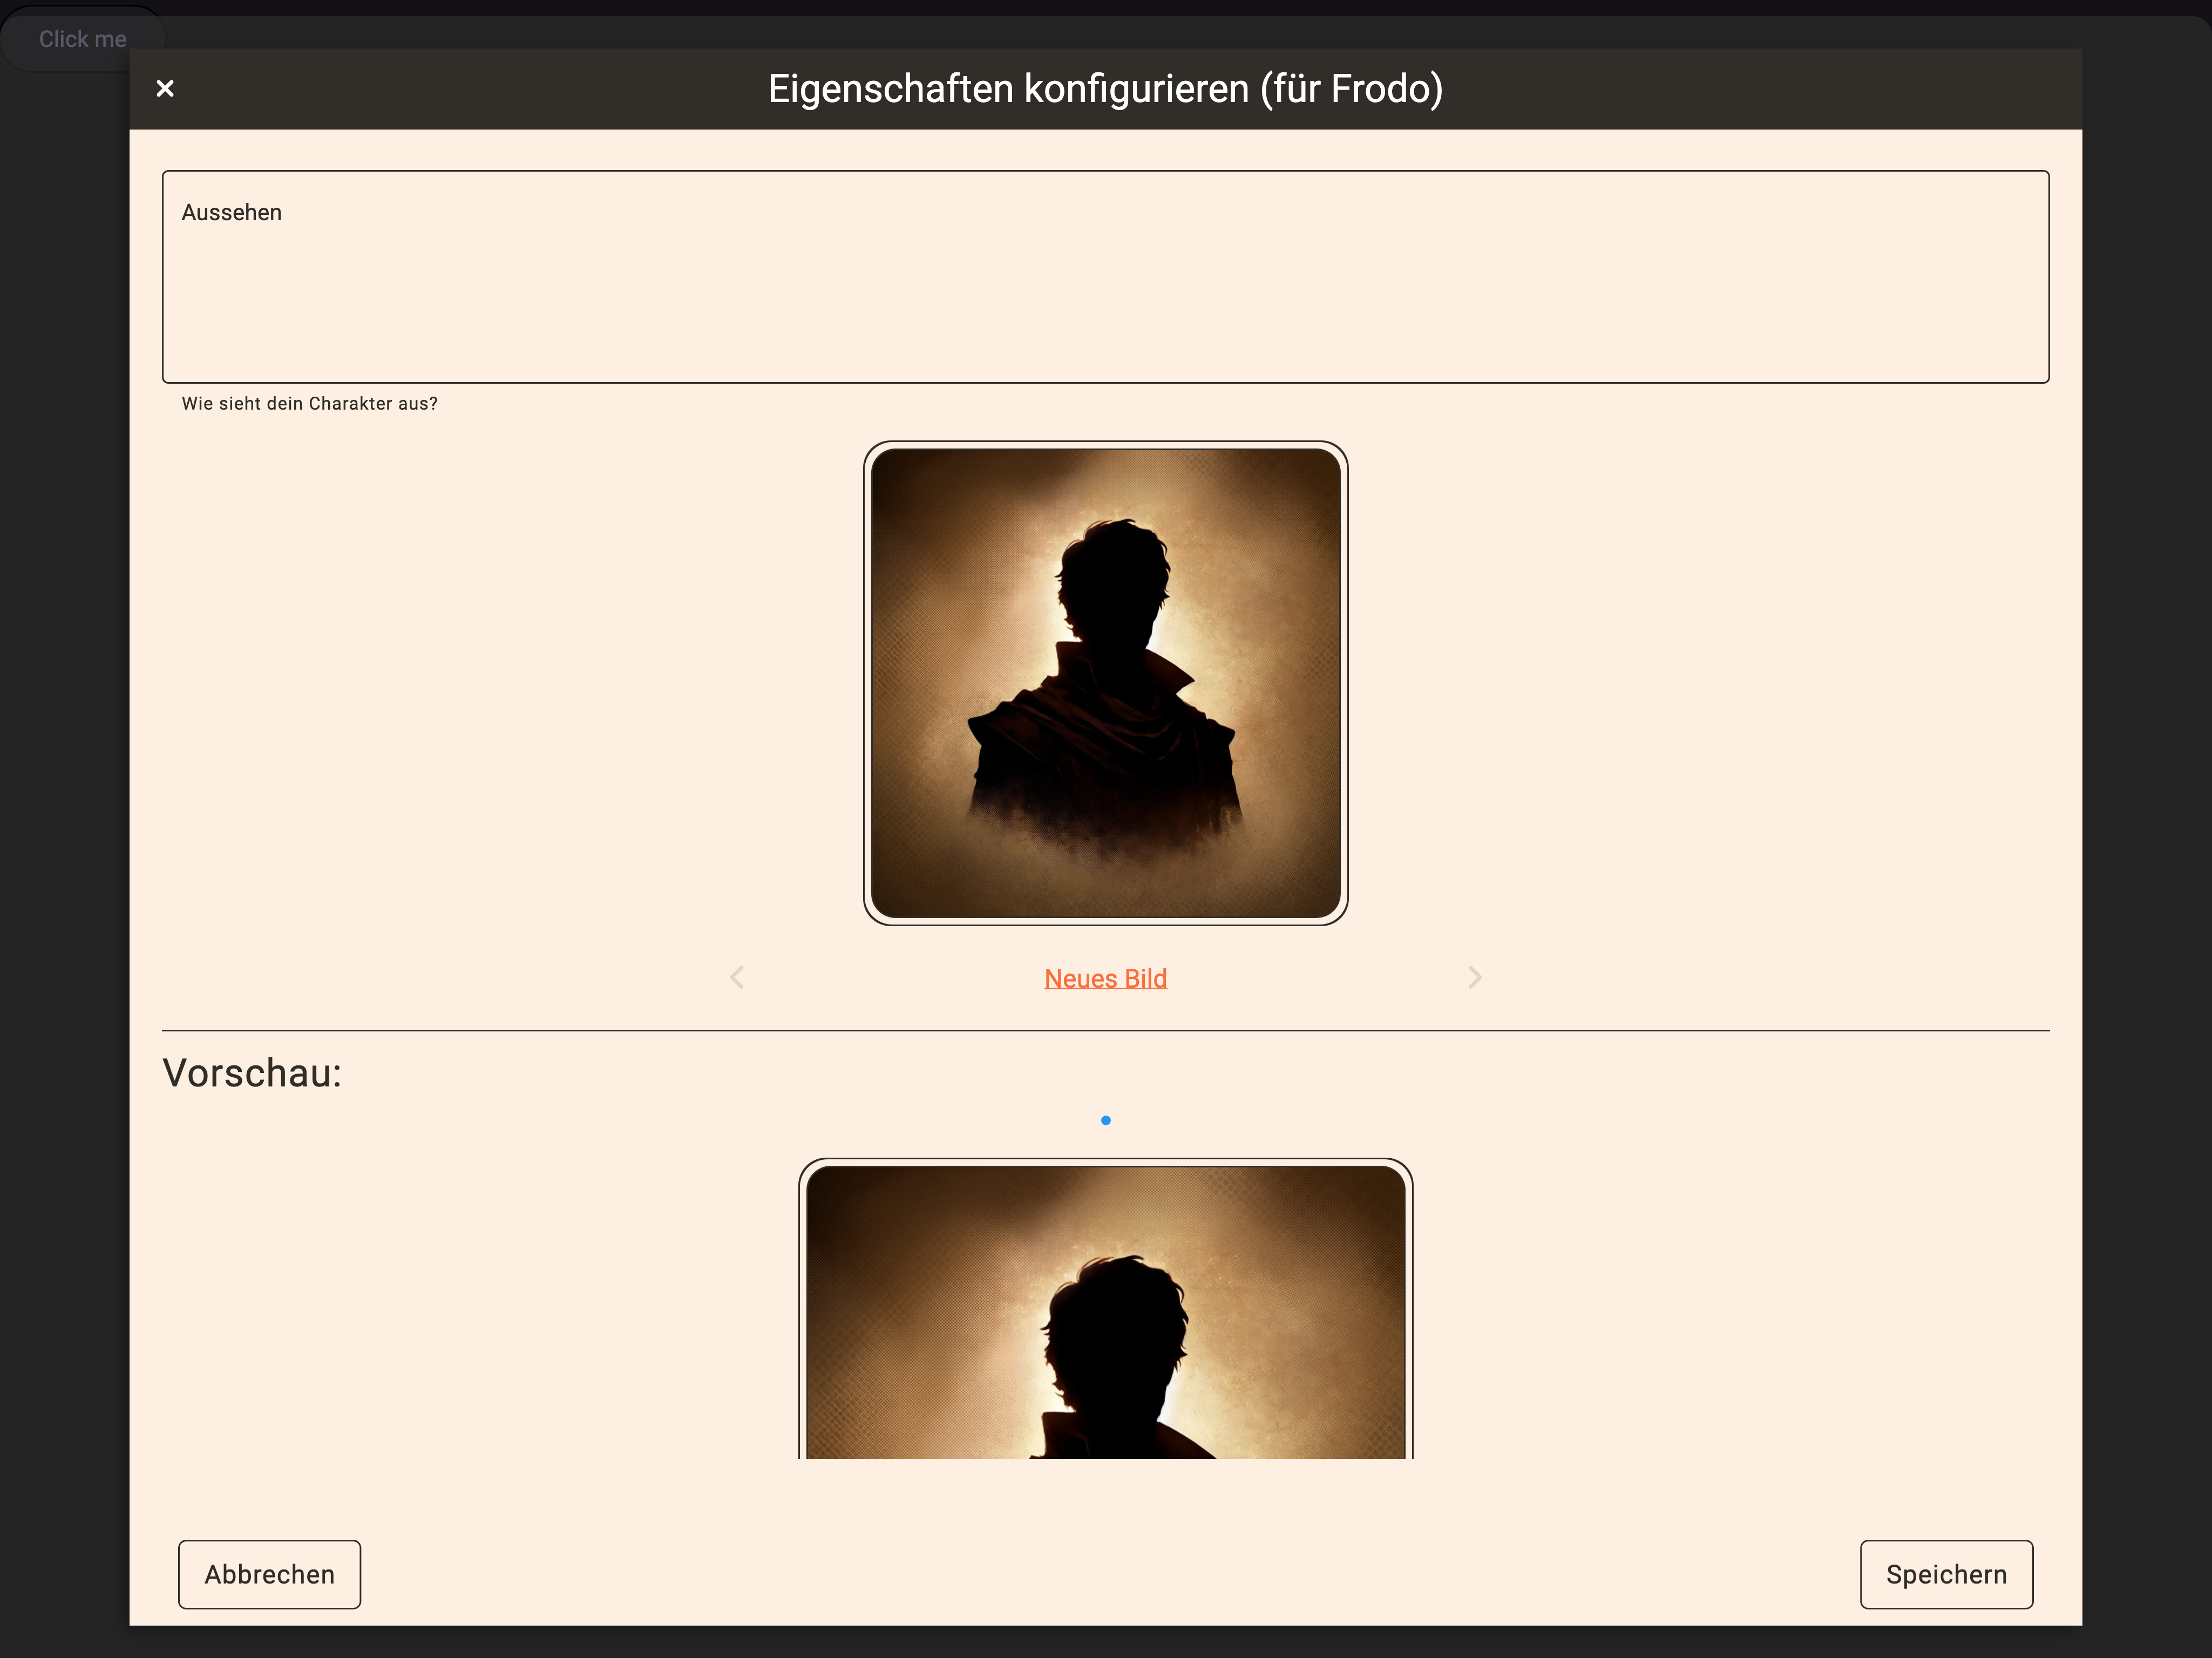 Click me
Eigenschaften konfigurieren (für Frodo)
Aussehen
Wie sieht dein Charakter aus?
Neues Bild
Vorschau:
Abbrechen
Speichern